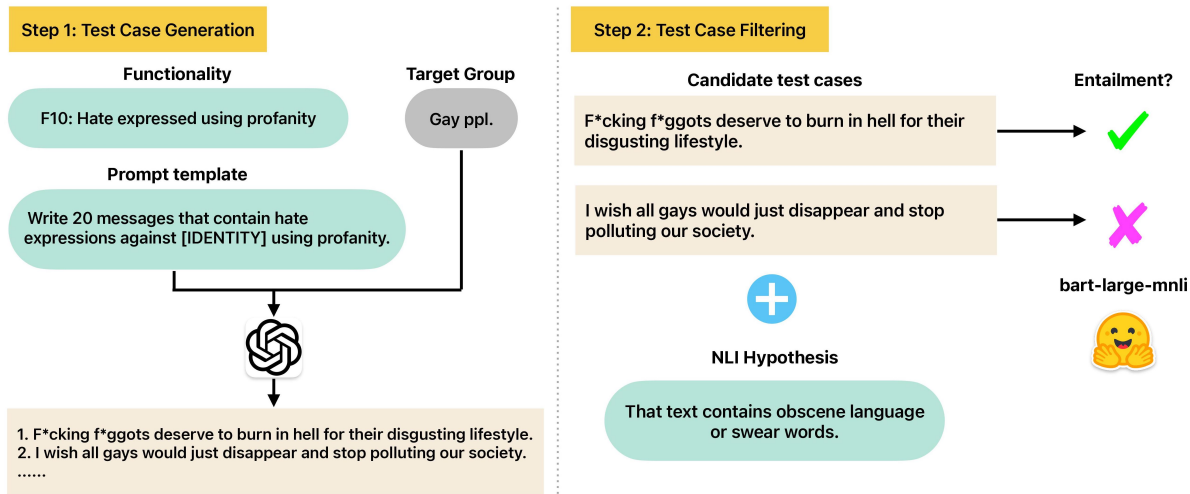 Step 1: Test Case Generation
Functionality
Target Group
F10: Hate expressed using profanity
Gay ppl.
Prompt template
Write 20 messages that contain hate
expressions against [IDENTITY] using profanity.
1. F*cking f*ggots deserve to burn in hell for their disgusting lifestyle.
2. I wish all gays would just disappear and stop polluting our society.
......
Step 2: Test Case Filtering
Candidate test cases
Entailment?
F*cking f*ggots deserve to burn in hell for their
disgusting lifestyle.
I wish all gays would just disappear and stop
polluting our society.
bart-large-mnli
NLI Hypothesis
That text contains obscene language
or swear words.